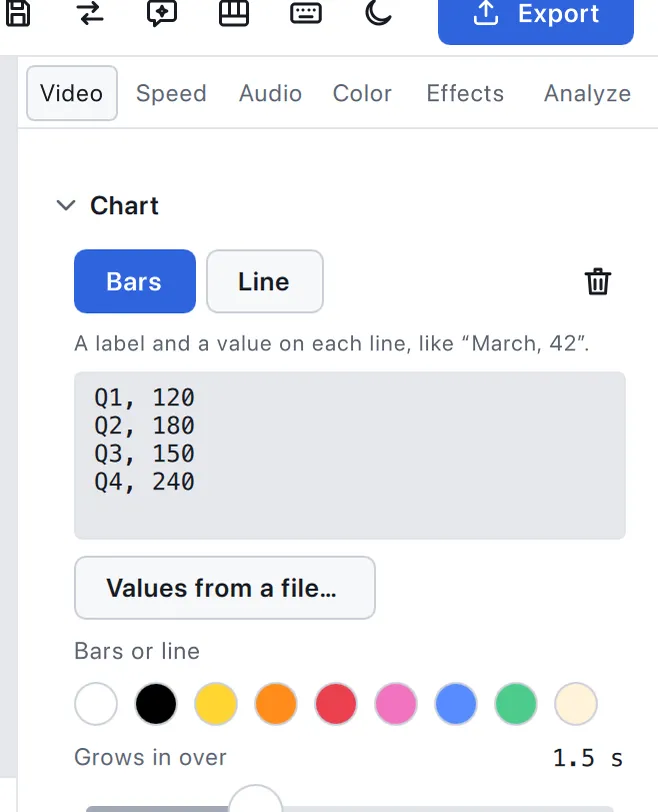 Export
Video Speed Audio Color Effects Analyze
Chart
Bars Line
A label and a value on each line, like “March, 42”.
Q1, 120
Q2, 180
Q3, 150
Q4, 240
Values from a file…
Bars or line
Grows in over 1.5 s